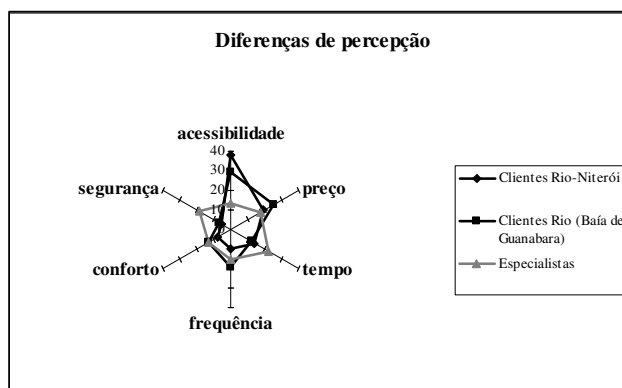 Diferenças de percepção
acessibilidade
40
30
20
10
0
segurança
preço
conforto
tempo
frequência
Clientes Rio-Niterói
Clientes Rio (Baía de
Guanabara)
Especialistas